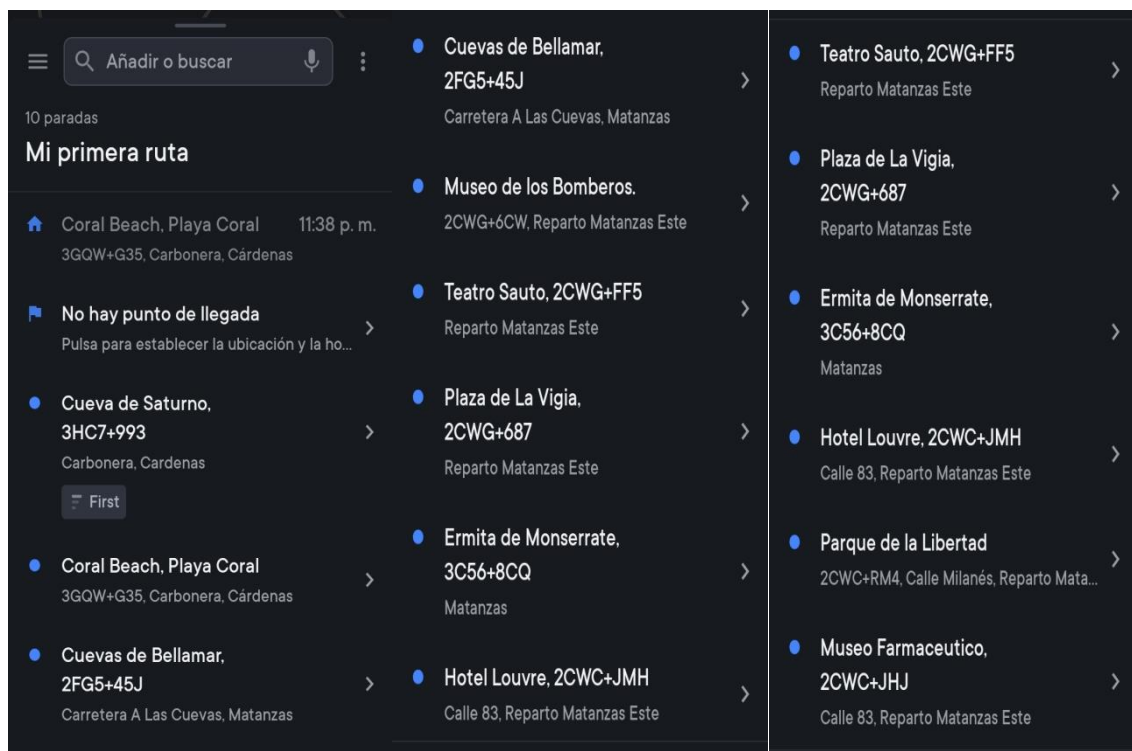 Añadir o buscar
10 paradas
Mi primera ruta
Coral Beach, Playa Coral 11:38 p. m.
3GQW+G35, Carbonera, Cárdenas
No hay punto de llegada
Pulsa para establecer la ubicación y la ho...
Cueva de Saturno,
3HC7+993
Carbonera, Cardenas
First
Coral Beach, Playa Coral
3GQW+G35, Carbonera, Cárdenas
Cuevas de Bellamar,
2FG5+45J
Carretera A Las Cuevas, Matanzas
Cuevas de Bellamar,
2FG5+45J
Carretera A Las Cuevas, Matanzas
Museo de los Bomberos.
2CWG+6CW, Reparto Matanzas Este
Teatro Sauto, 2CWG+FF5
Reparto Matanzas Este
Plaza de La Vigia,
2CWG+687
Reparto Matanzas Este
Ermita de Monserrate,
3C56+8CQ
Matanzas
Hotel Louvre, 2CWC+JMH
Calle 83, Reparto Matanzas Este
Teatro Sauto, 2CWG+FF5
Reparto Matanzas Este
Plaza de La Vigia,
2CWG+687
Reparto Matanzas Este
Ermita de Monserrate,
3C56+8CQ
Matanzas
Hotel Louvre, 2CWC+JMH
Calle 83, Reparto Matanzas Este
Parque de la Libertad
2CWC+RM4, Calle Milanés, Reparto Mata...
Museo Farmaceutico,
2CWC+JHJ
Calle 83, Reparto Matanzas Este